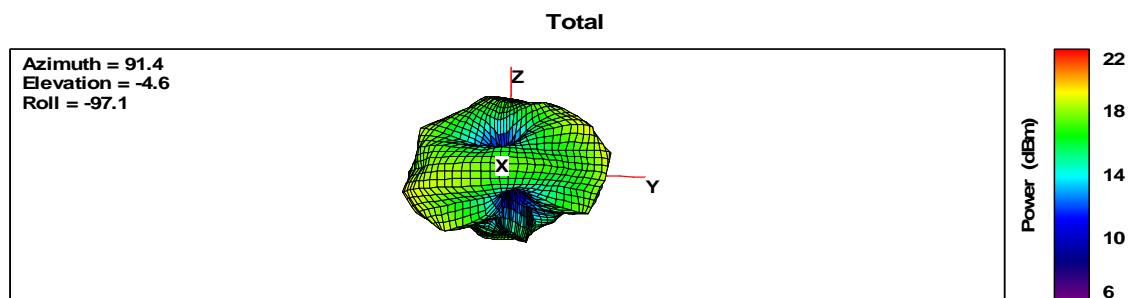 Total
Azimuth = 91.4
Elevation = -4.6
Roll = -97.1
Z
X
Y
Power (dBm)
22
18
14
10
6